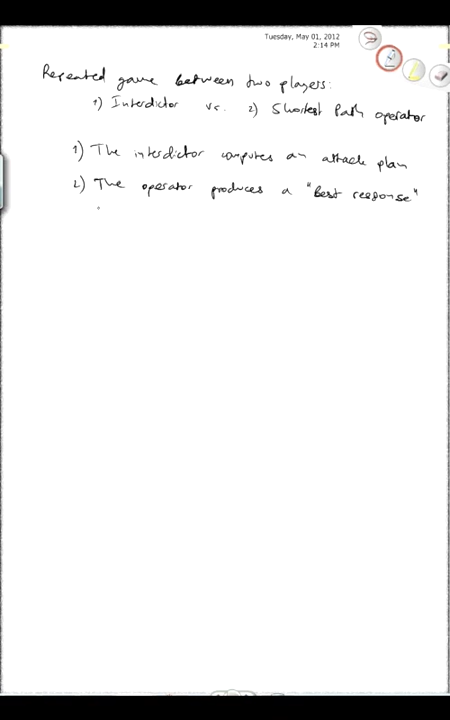 Tuesday, May 01, 2012
2:14 PM
Repeated game between two players:
1) Interdictor vs. 2) Shortest Path operator
1) The interdictor computes an attack plan
2) The operator produces a "Best response"